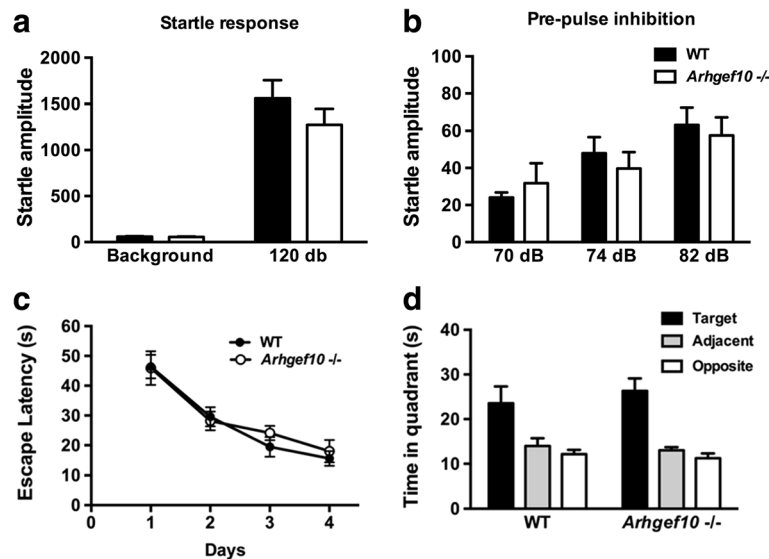 a
Startle response
Startle amplitude
2000
1500
1000
500
0
Background
120 db
b
Pre-pulse inhibition
WT
Arhgef10 -/-
Startle amplitude
100
80
60
40
20
0
70 dB
74 dB
82 dB
c
Escape Latency (s)
60
50
40
30
20
10
0
WT
Arhgef10 -/-
0
1
2
3
4
Days
d
Target
Adjacent
Opposite
Time in quadrant (s)
40
30
20
10
0
WT
Arhgef10 -/-